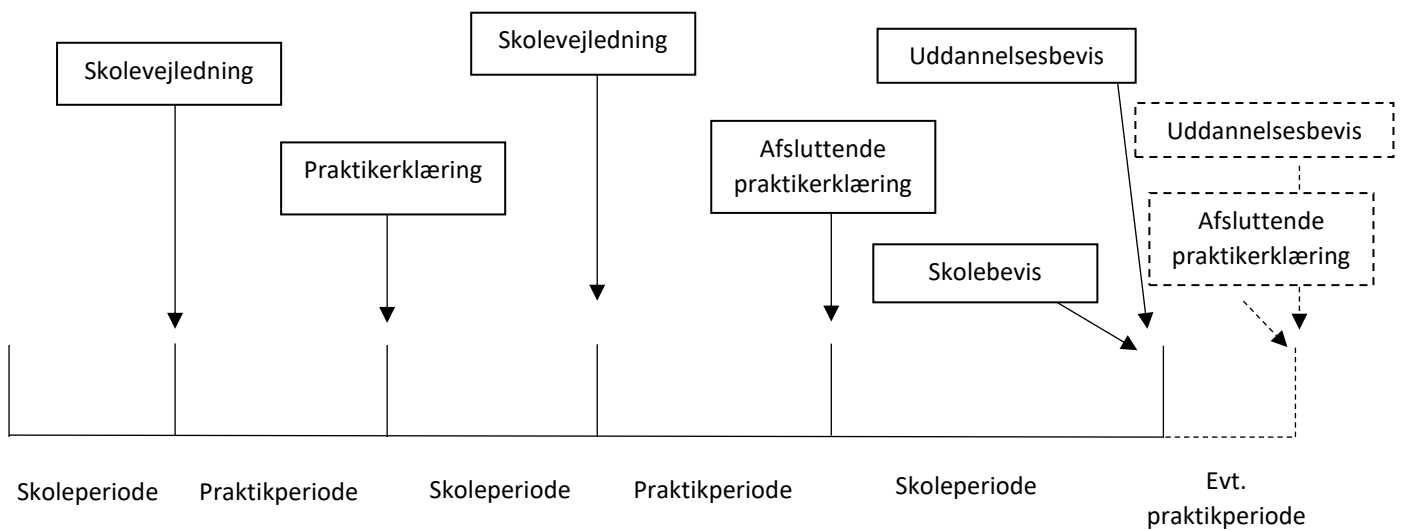 Skolevejledning
Skolevejledning
Uddannelsesbevis
Uddannelsesbevis
Praktikerklæring
Afsluttende
praktikerklæring
Afsluttende
praktikerklæring
Skolebevis
Skoleperiode
Praktikperiode
Skoleperiode
Praktikperiode
Skoleperiode
Evt.
praktikperiode